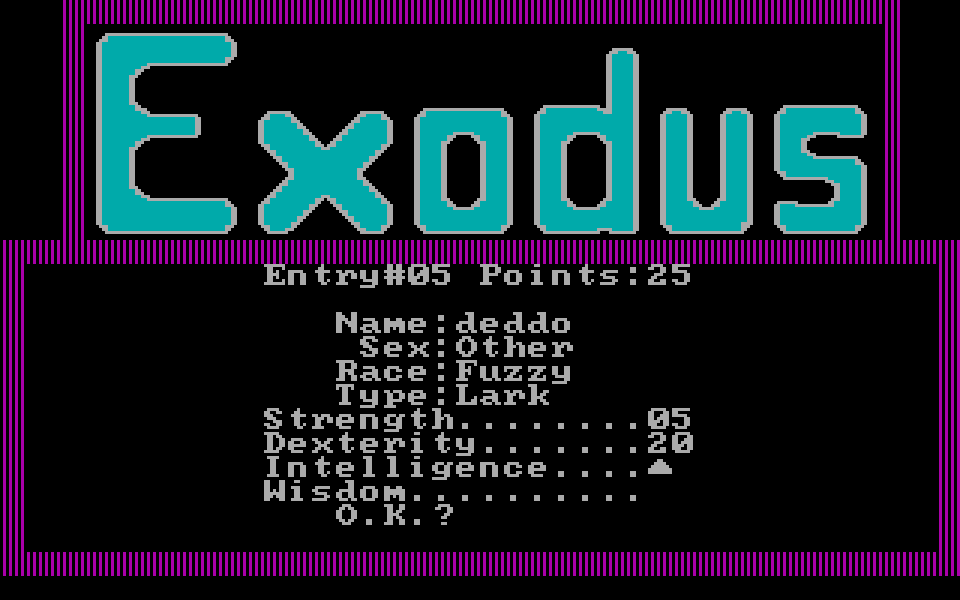 Exodus
Entry#05 Points:25
Name:deddo
Sex:Other
Race:Fuzzy
Type:Lark
Strength........05
Dexterity.......20
Intelligence....
Wisdom..........
O.K.?